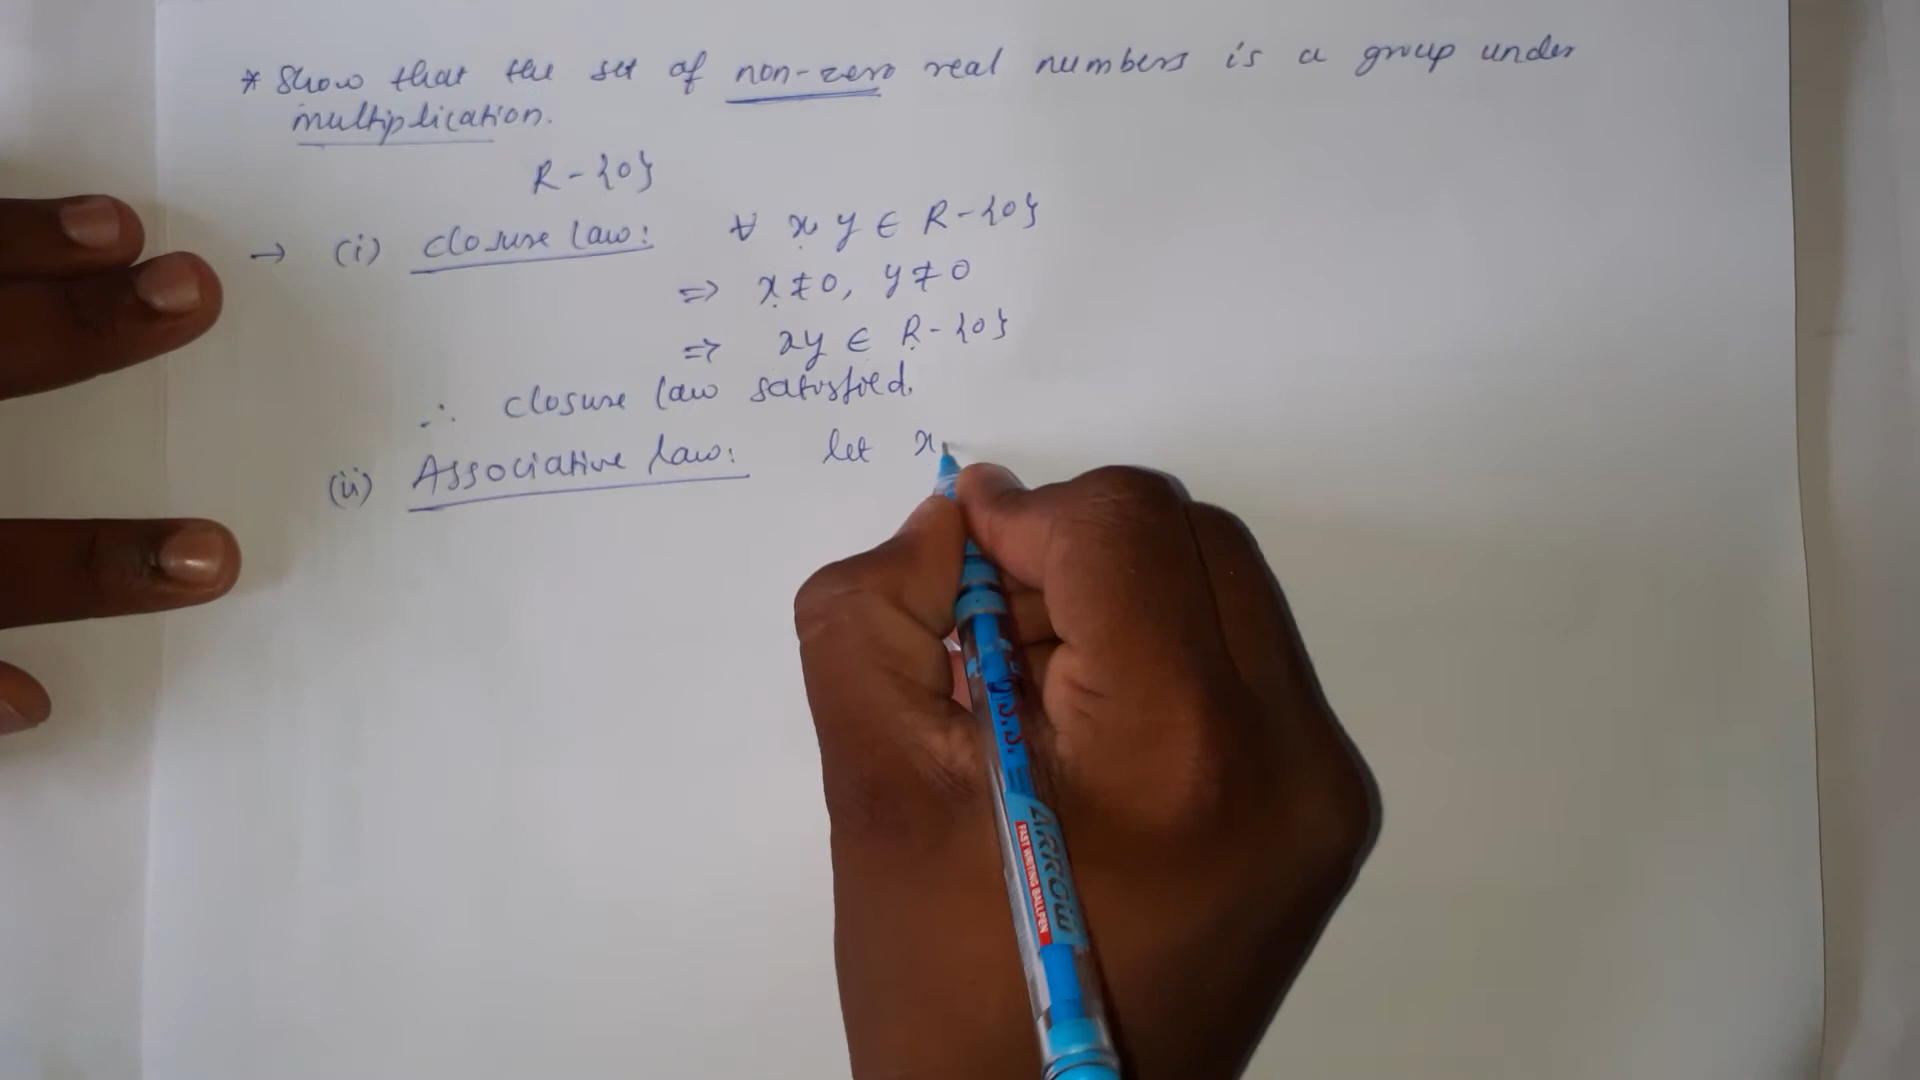 * Show that the set of non-zero real numbers is a group under
multiplication.
R - {0}
→ (i) closure law: ∀ x y ∈ R - {0}
⇒ x ≠ 0, y ≠ 0
⇒ xy ∈ R - {0}
∴ closure law satisfied.
(ii) Associative law: let x
ARROW
FAST WRITING BALLPEN